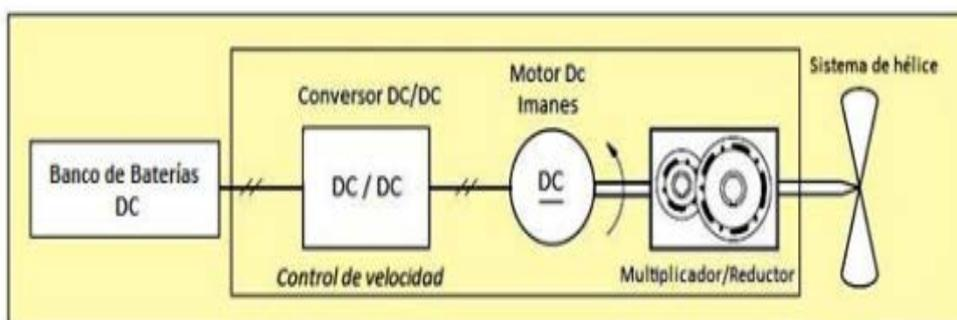 Banco de Baterías
DC
Conversor DC/DC
DC / DC
Control de velocidad
Motor Dc
Imanes
DC
Multiplicador/Reductor
Sistema de hélice